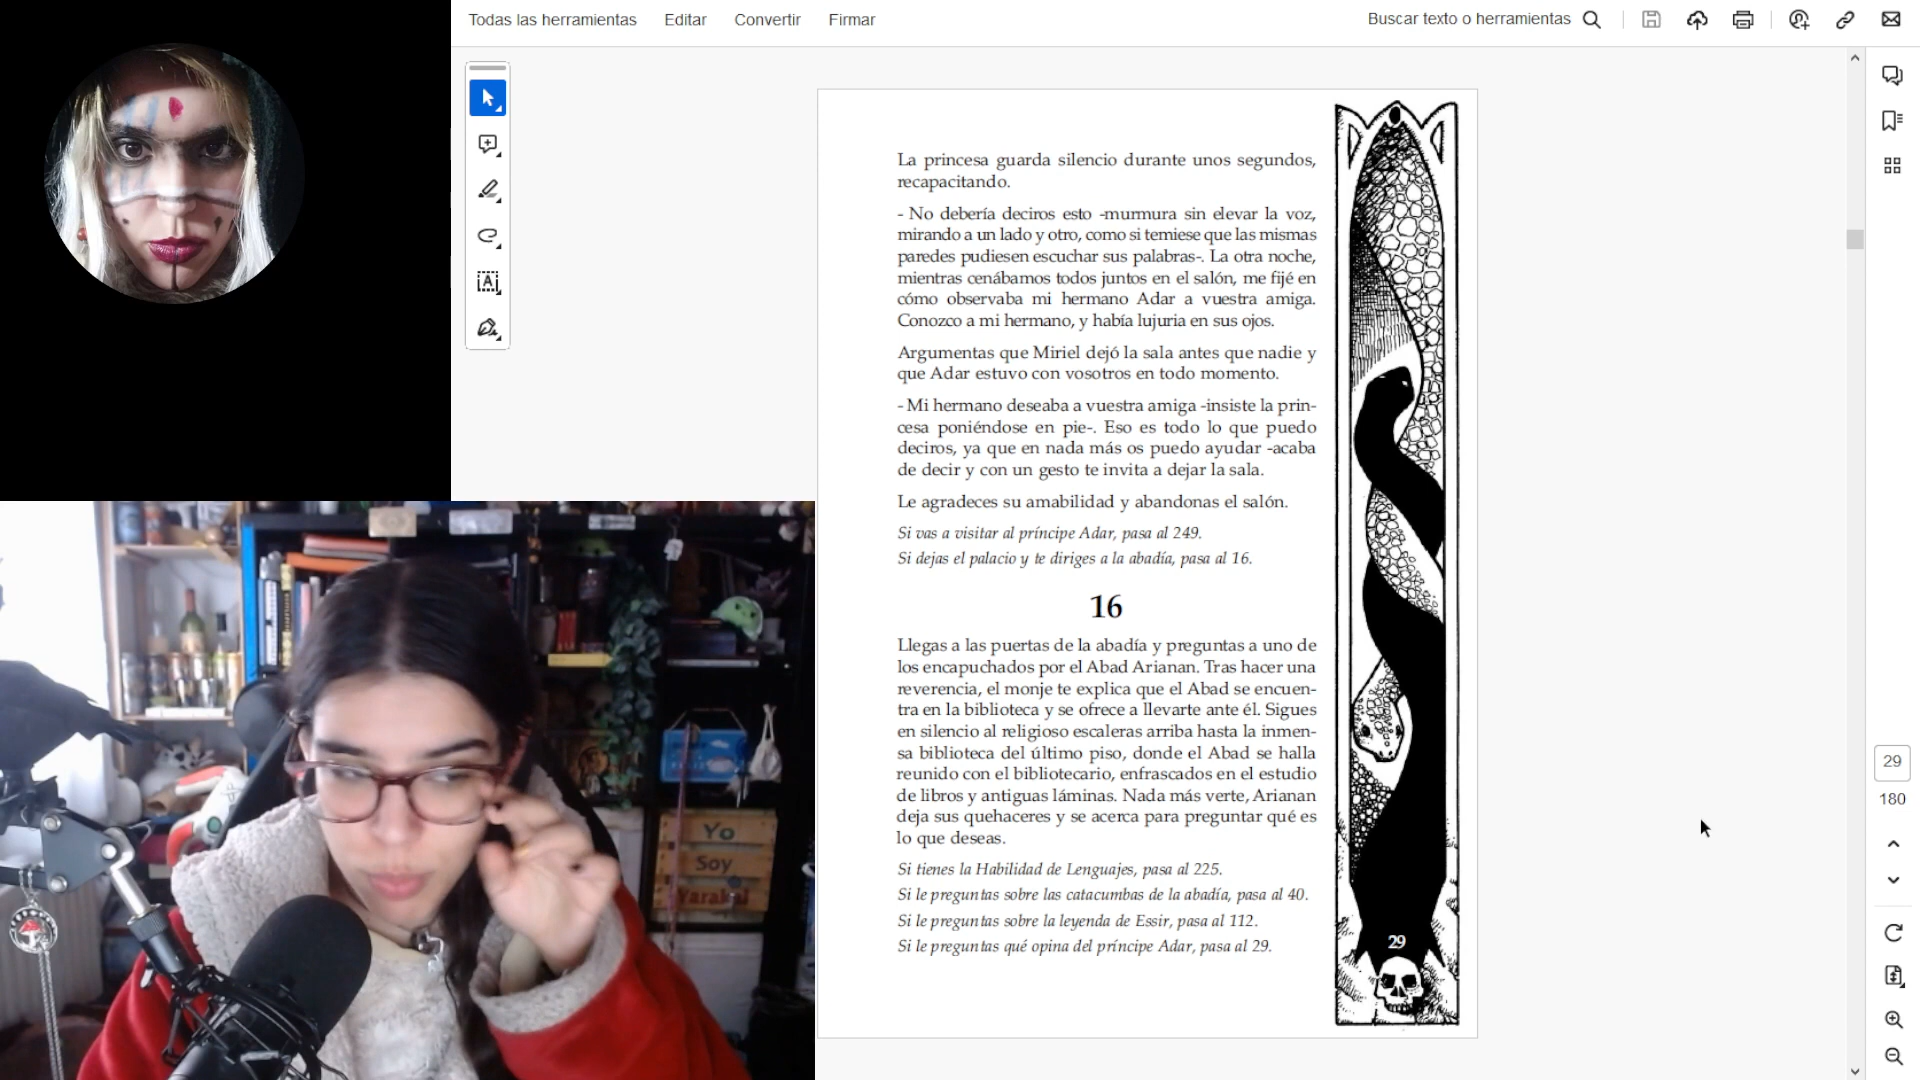 Todas las herramientas Editar Convertir Firmar Buscar texto o herramientas
La princesa guarda silencio durante unos segundos,
recapacitando.
- No debería deciros esto -murmura sin elevar la voz,
mirando a un lado y otro, como si temiese que las mismas
paredes pudiesen escuchar sus palabras-. La otra noche,
mientras cenábamos todos juntos en el salón, me fijé en
cómo observaba mi hermano Adar a vuestra amiga.
Conozco a mi hermano, y había lujuria en sus ojos.
Argumentas que Miriel dejó la sala antes que nadie y
que Adar estuvo con vosotros en todo momento.
- Mi hermano deseaba a vuestra amiga -insiste la prin-
cesa poniéndose en pie-. Eso es todo lo que puedo
deciros, ya que en nada más os puedo ayudar -acaba
de decir y con un gesto te invita a dejar la sala.
Le agradeces su amabilidad y abandonas el salón.
Si vas a visitar al príncipe Adar, pasa al 249.
Si dejas el palacio y te diriges a la abadía, pasa al 16.
16
Llegas a las puertas de la abadía y preguntas a uno de
los encapuchados por el Abad Arianan. Tras hacer una
reverencia, el monje te explica que el Abad se encuen-
tra en la biblioteca y se ofrece a llevarte ante él. Sigues
en silencio al religioso escaleras arriba hasta la inmen-
sa biblioteca del último piso, donde el Abad se halla
reunido con el bibliotecario, enfrascados en el estudio
de libros y antiguas láminas. Nada más verte, Arianan
deja sus quehaceres y se acerca para preguntar qué es
lo que deseas.
Si tienes la Habilidad de Lenguajes, pasa al 225.
Si le preguntas sobre las catacumbas de la abadía, pasa al 40.
Si le preguntas sobre la leyenda de Essir, pasa al 112.
Si le preguntas qué opina del príncipe Adar, pasa al 29.
29
29
180
Yo
Soy
Yarakal